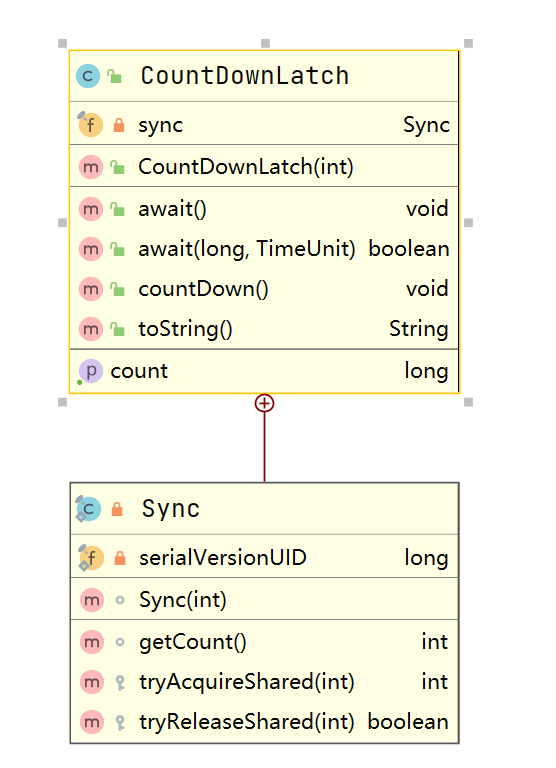 c CountDownLatch
f sync Sync
m CountDownLatch(int)
m await() void
m await(long, TimeUnit) boolean
m countDown() void
m toString() String
p count long
c Sync
f serialVersionUID long
m Sync(int)
m getCount() int
m tryAcquireShared(int) int
m tryReleaseShared(int) boolean